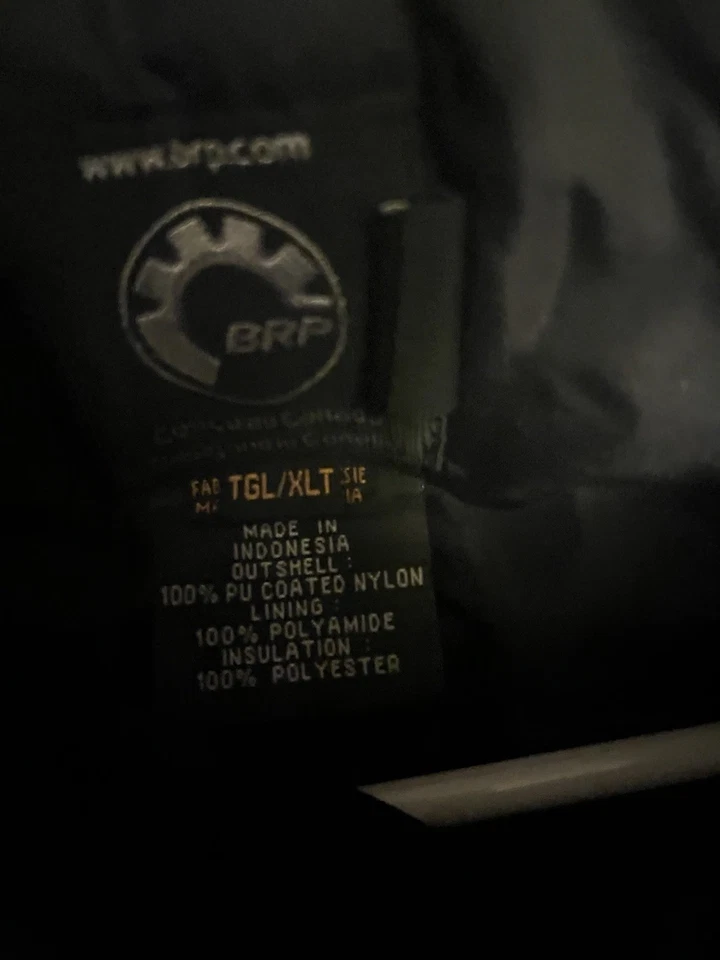 www.brp.com
BRP
TGL/XLT
MADE IN
INDONESIA
OUTSHELL :
100% PU COATED NYLON
LINING :
100% POLYAMIDE
INSULATION :
100% POLYESTER